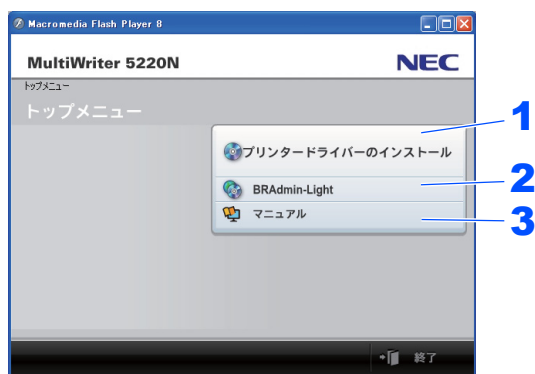 Macromedia Flash Player 8
MultiWriter 5220N
NEC
トップメニュー
トップメニュー
1
プリンタードライバーのインストール
2
BRAdmin-Light
3
マニュアル
終了